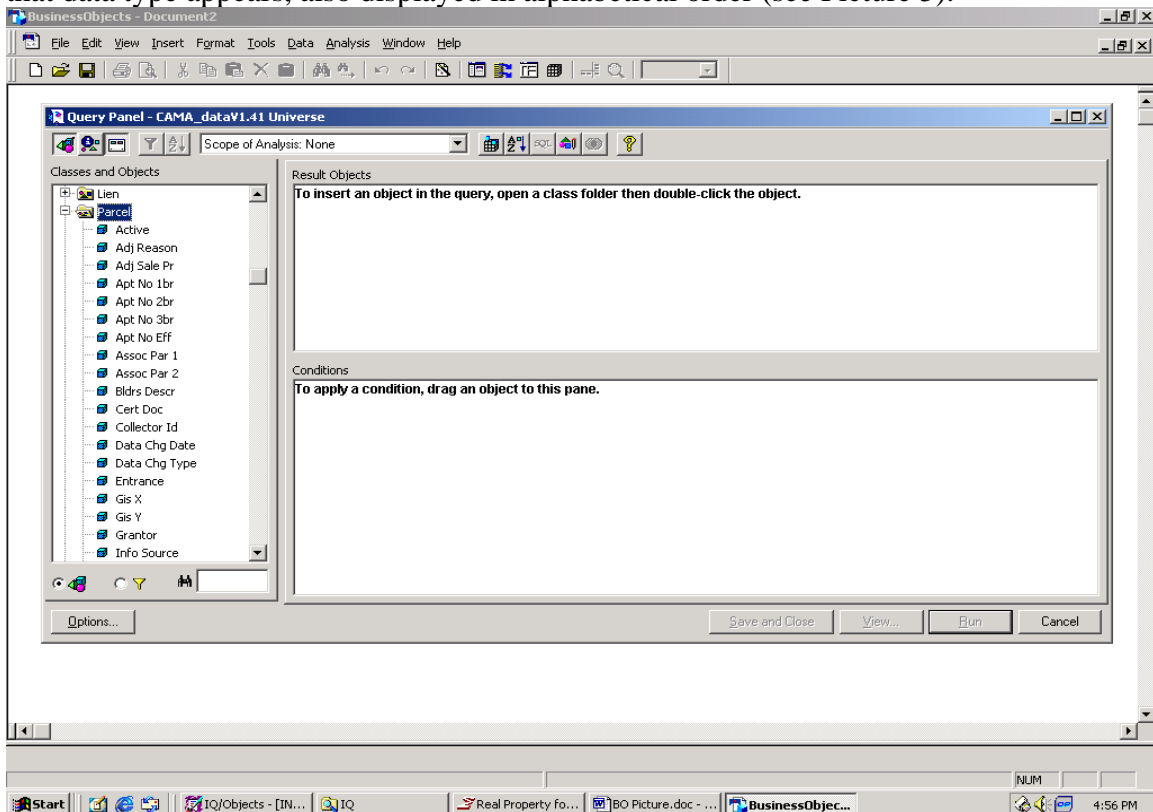 that data type appears, also displayed in alphabetical order (see Picture 3).
BusinessObjects - Document2
File Edit View Insert Format Tools Data Analysis Window Help
Query Panel - CAMA_dataV1.41 Universe
Scope of Analysis: None
SQL
Classes and Objects
Lien
Parcel
Active
Adj Reason
Adj Sale Pr
Apt No 1br
Apt No 2br
Apt No 3br
Apt No Eff
Assoc Par 1
Assoc Par 2
Bldrs Descr
Cert Doc
Collector Id
Data Chg Date
Data Chg Type
Entrance
Gis X
Gis Y
Grantor
Info Source
Result Objects
To insert an object in the query, open a class folder then double-click the object.
Conditions
To apply a condition, drag an object to this pane.
Options...
Save and Close View... Run Cancel
NUM
Start IQ/Objects - [IN... IQ Real Property fo... BO Picture.doc - ... BusinessObjec... 4:56 PM